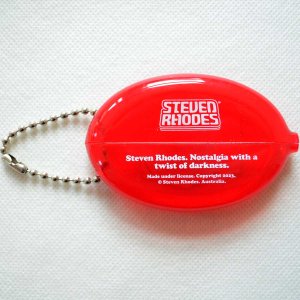 STEVEN
RHODES
Steven Rhodes. Nostalgia with a
twist of darkness.
Made under license. Copyright 2023.
© Steven Rhodes. Australia.